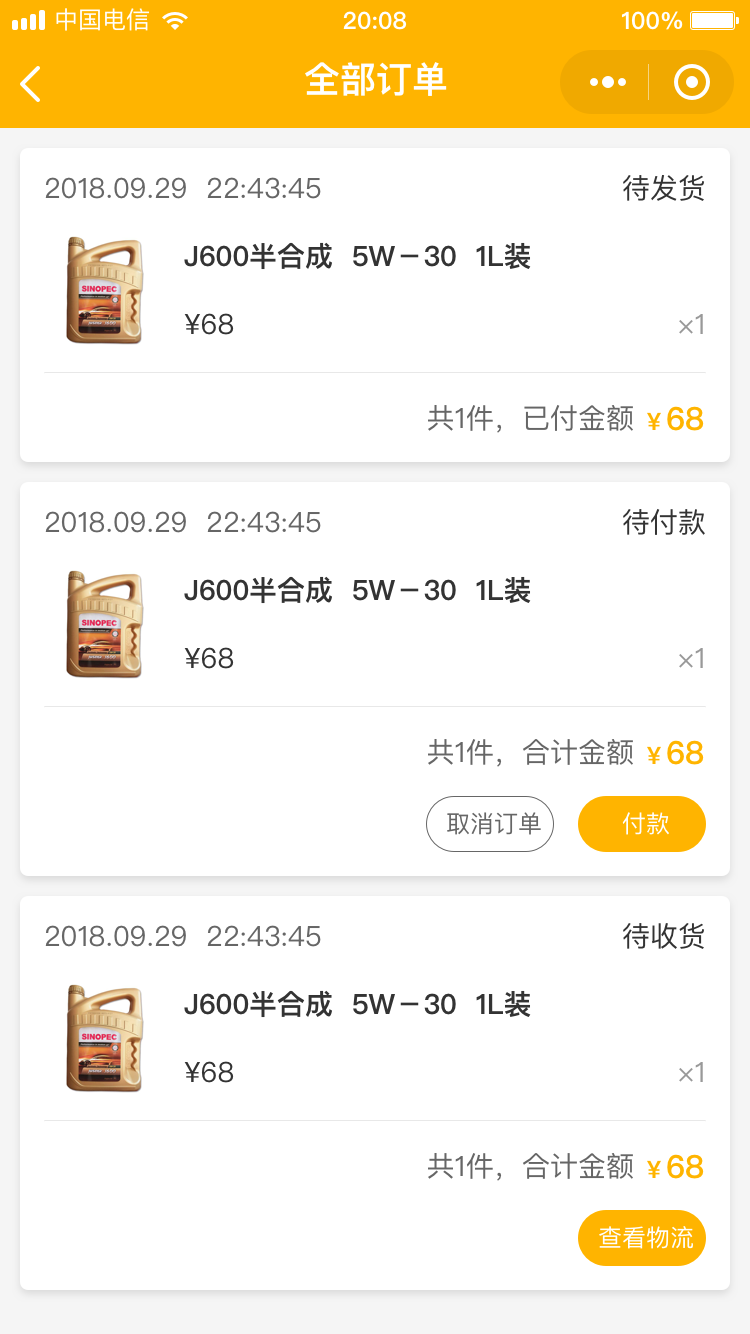 中国电信 20:08 100%
全部订单
2018.09.29 22:43:45 待发货
SINOPEC
J600半合成 5W－30 1L装
¥68 ×1
共1件，已付金额 ¥68
2018.09.29 22:43:45 待付款
SINOPEC
J600半合成 5W－30 1L装
¥68 ×1
共1件，合计金额 ¥68
取消订单 付款
2018.09.29 22:43:45 待收货
SINOPEC
J600半合成 5W－30 1L装
¥68 ×1
共1件，合计金额 ¥68
查看物流